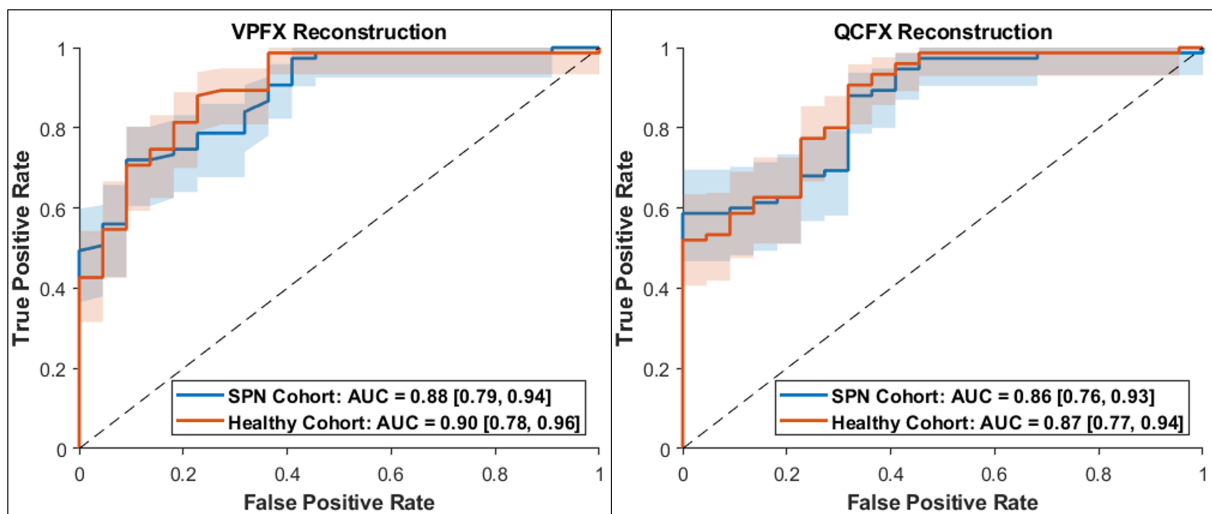 VPFX Reconstruction
1
0.8
0.6
0.4
0.2
0
True Positive Rate
SPN Cohort: AUC = 0.88 [0.79, 0.94]
Healthy Cohort: AUC = 0.90 [0.78, 0.96]
0 0.2 0.4 0.6 0.8 1
False Positive Rate
QCFX Reconstruction
1
0.8
0.6
0.4
0.2
0
True Positive Rate
SPN Cohort: AUC = 0.86 [0.76, 0.93]
Healthy Cohort: AUC = 0.87 [0.77, 0.94]
0 0.2 0.4 0.6 0.8 1
False Positive Rate